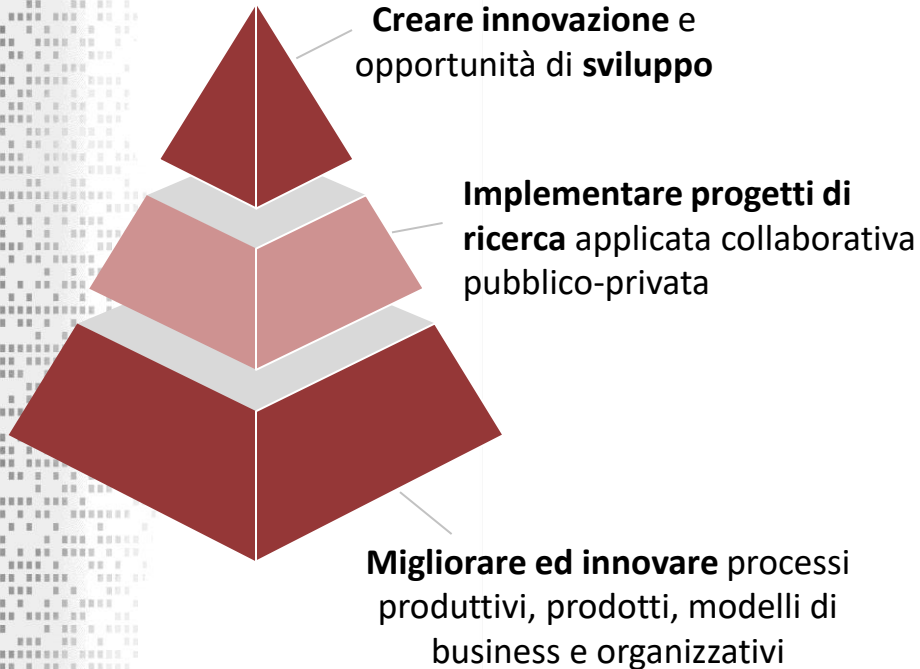 Creare innovazione e
opportunità di sviluppo
Implementare progetti di
ricerca applicata collaborativa
pubblico-privata
Migliorare ed innovare processi
produttivi, prodotti, modelli di
business e organizzativi